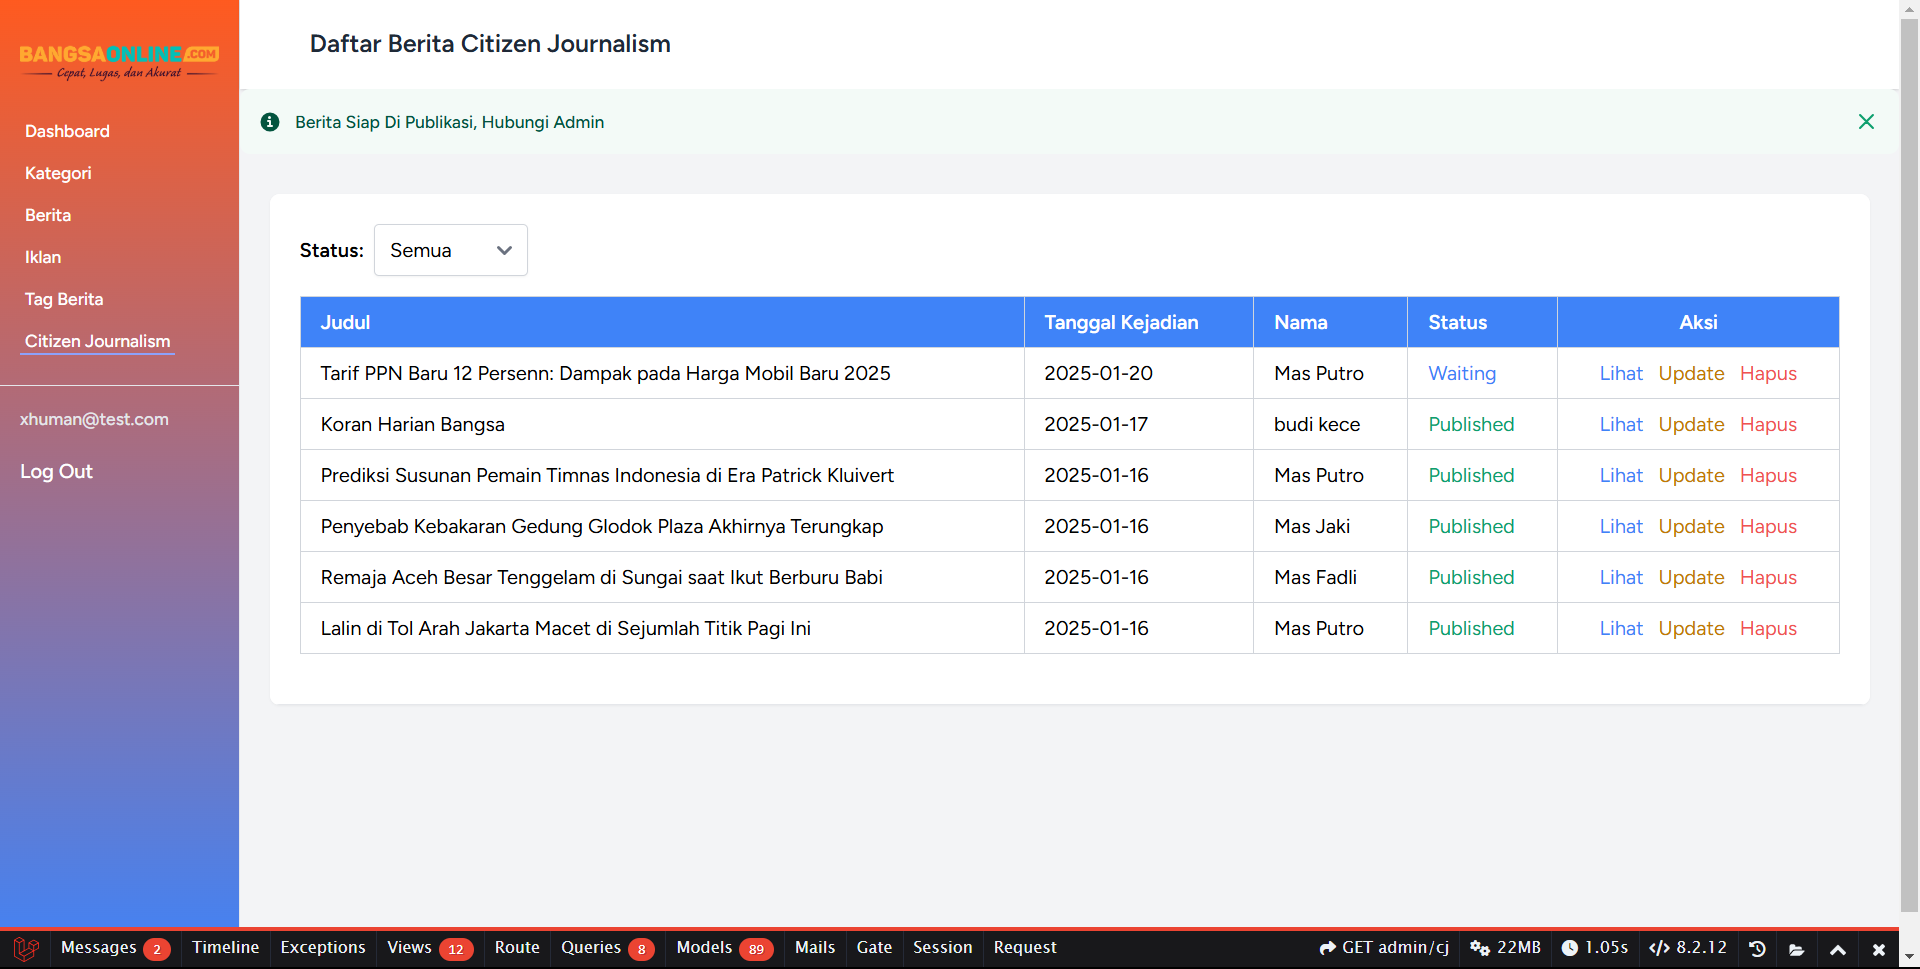 BANGSAONLINE.COM
Cepat, Lugas, dan Akurat
Dashboard
Kategori
Berita
Iklan
Tag Berita
Citizen Journalism
xhuman@test.com
Log Out
Daftar Berita Citizen Journalism
Berita Siap Di Publikasi, Hubungi Admin
Status: Semua
Judul Tanggal Kejadian Nama Status Aksi
Tarif PPN Baru 12 Persenn: Dampak pada Harga Mobil Baru 2025 2025-01-20 Mas Putro Waiting Lihat Update Hapus
Koran Harian Bangsa 2025-01-17 budi kece Published Lihat Update Hapus
Prediksi Susunan Pemain Timnas Indonesia di Era Patrick Kluivert 2025-01-16 Mas Putro Published Lihat Update Hapus
Penyebab Kebakaran Gedung Glodok Plaza Akhirnya Terungkap 2025-01-16 Mas Jaki Published Lihat Update Hapus
Remaja Aceh Besar Tenggelam di Sungai saat Ikut Berburu Babi 2025-01-16 Mas Fadli Published Lihat Update Hapus
Lalin di Tol Arah Jakarta Macet di Sejumlah Titik Pagi Ini 2025-01-16 Mas Putro Published Lihat Update Hapus
Messages 2 Timeline Exceptions Views 12 Route Queries 8 Models 89 Mails Gate Session Request GET admin/cj 22MB 1.05s 8.2.12